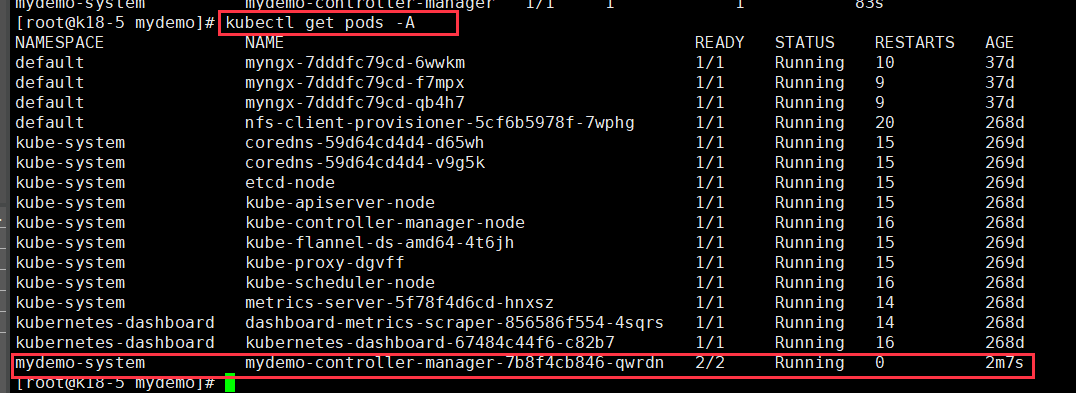 mydemo-system mydemo-controller-manager 1/1 1 1 83s
[root@k18-5 mydemo]# kubectl get pods -A
NAMESPACE NAME READY STATUS RESTARTS AGE
default myngx-7dddfc79cd-6wwkm 1/1 Running 10 37d
default myngx-7dddfc79cd-f7mpx 1/1 Running 9 37d
default myngx-7dddfc79cd-qb4h7 1/1 Running 9 37d
default nfs-client-provisioner-5cf6b5978f-7wphg 1/1 Running 20 268d
kube-system coredns-59d64cd4d4-d65wh 1/1 Running 15 269d
kube-system coredns-59d64cd4d4-v9g5k 1/1 Running 15 269d
kube-system etcd-node 1/1 Running 15 269d
kube-system kube-apiserver-node 1/1 Running 15 268d
kube-system kube-controller-manager-node 1/1 Running 16 268d
kube-system kube-flannel-ds-amd64-4t6jh 1/1 Running 15 269d
kube-system kube-proxy-dgvff 1/1 Running 15 269d
kube-system kube-scheduler-node 1/1 Running 16 268d
kube-system metrics-server-5f78f4d6cd-hnxsz 1/1 Running 14 268d
kubernetes-dashboard dashboard-metrics-scraper-856586f554-4sqrs 1/1 Running 14 268d
kubernetes-dashboard kubernetes-dashboard-67484c44f6-c82b7 1/1 Running 16 268d
mydemo-system mydemo-controller-manager-7b8f4cb846-qwrdn 2/2 Running 0 2m7s
[root@k18-5 mydemo]#